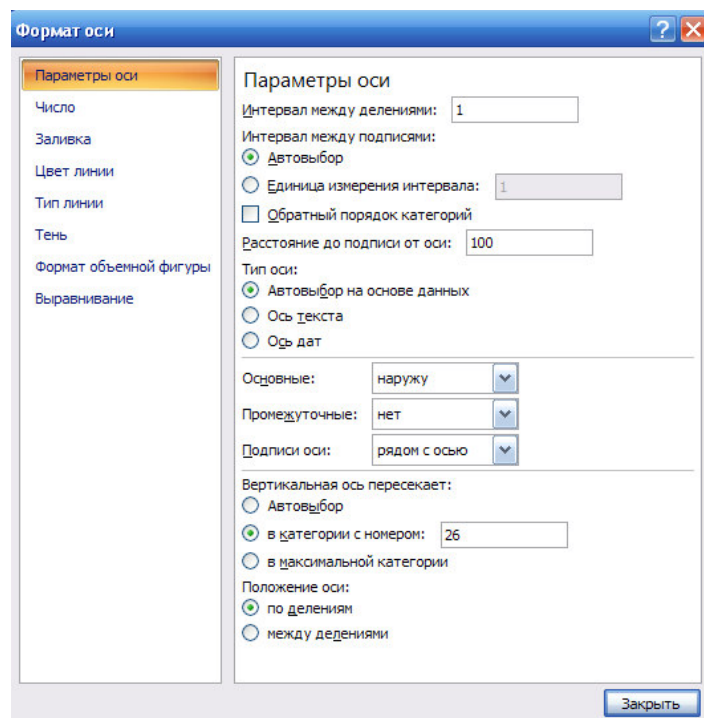 Формат оси
Параметры оси
Число
Заливка
Цвет линии
Тип линии
Тень
Формат объемной фигуры
Выравнивание
Параметры оси
Интервал между делениями: 1
Интервал между подписями:
Автовыбор
Единица измерения интервала: 1
Обратный порядок категорий
Расстояние до подписи от оси: 100
Тип оси:
Автовыбор на основе данных
Ось текста
Ось дат
Основные: наружу
Промежуточные: нет
Подписи оси: рядом с осью
Вертикальная ось пересекает:
Автовыбор
в категории с номером: 26
в максимальной категории
Положение оси:
по делениям
между делениями
Закрыть